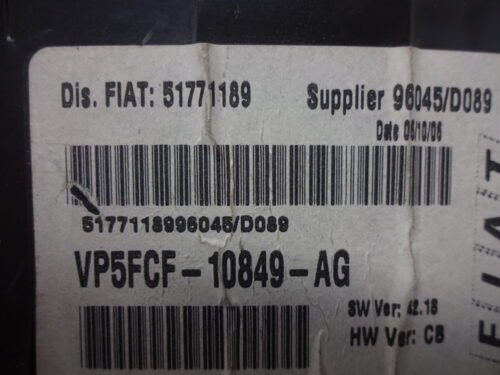 Dis. FIAT: 51771189 Supplier 96045/D089
Date 09/10/06
5177118996045/D089
VP5FCF-10849-AG
SW Ver: 42.18
HW Ver: CB
FIAT